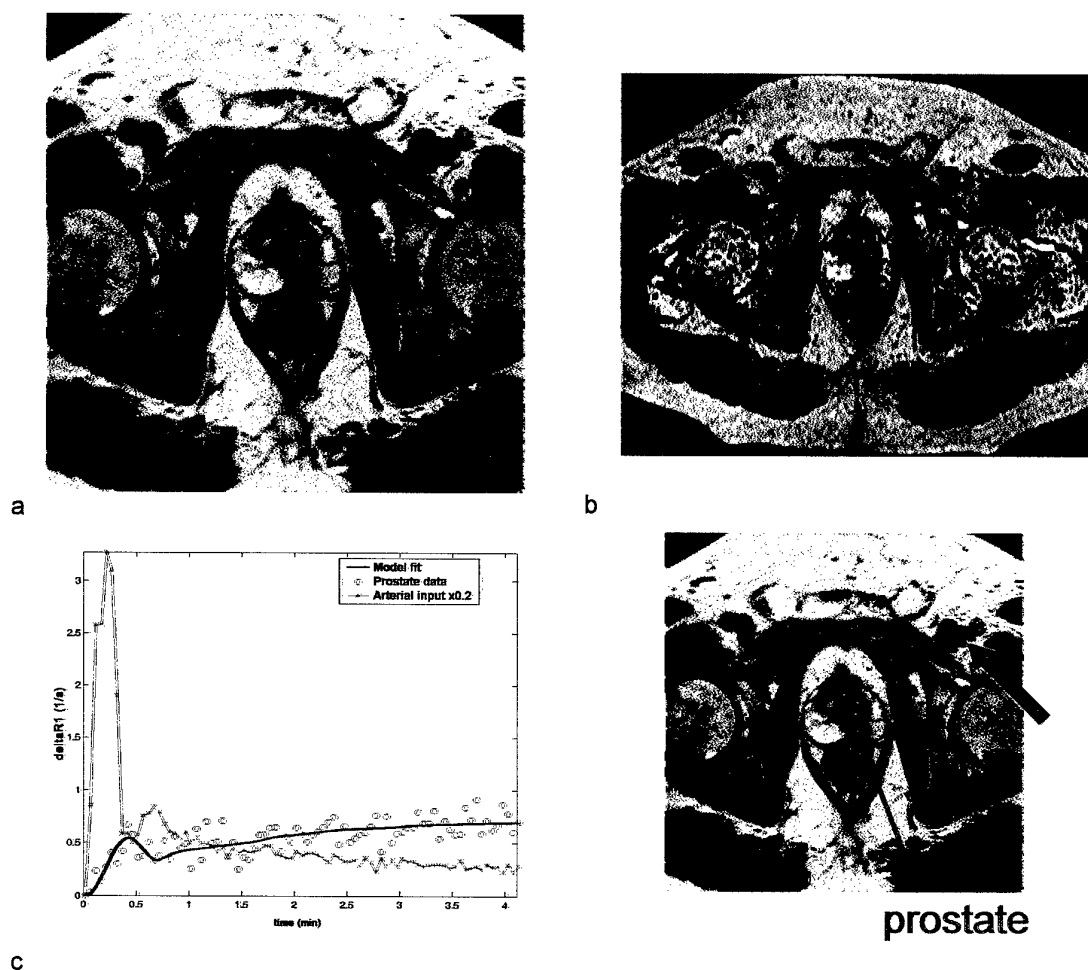 a
b
Model fit
Prostate data
Arterial input x0.2
deltaR1 (1/s)
3
2.5
2
1.5
1
0.5
0
0
0.5
1
1.5
2
2.5
3
3.5
4
time (min)
c
prostate